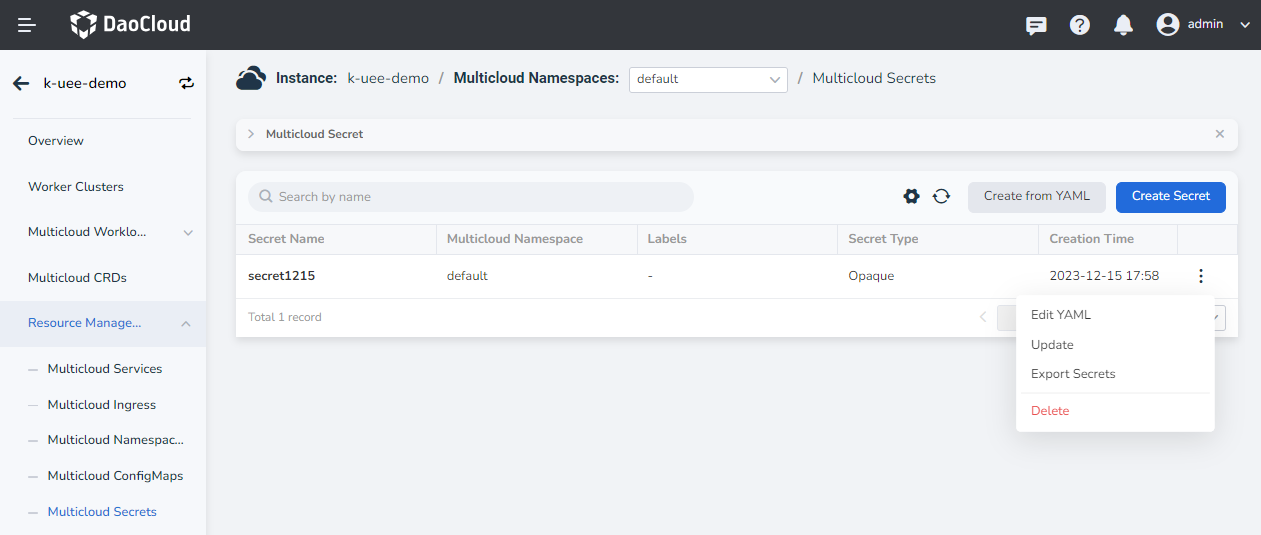 DaoCloud
admin
k-uee-demo
Instance: k-uee-demo / Multicloud Namespaces: default / Multicloud Secrets
Overview
Worker Clusters
Multicloud Worklo...
Multicloud CRDs
Resource Manage...
Multicloud Services
Multicloud Ingress
Multicloud Namespac...
Multicloud ConfigMaps
Multicloud Secrets
Multicloud Secret
Search by name
Create from YAML
Create Secret
Secret Name Multicloud Namespace Labels Secret Type Creation Time
secret1215 default - Opaque 2023-12-15 17:58
Total 1 record
Edit YAML
Update
Export Secrets
Delete